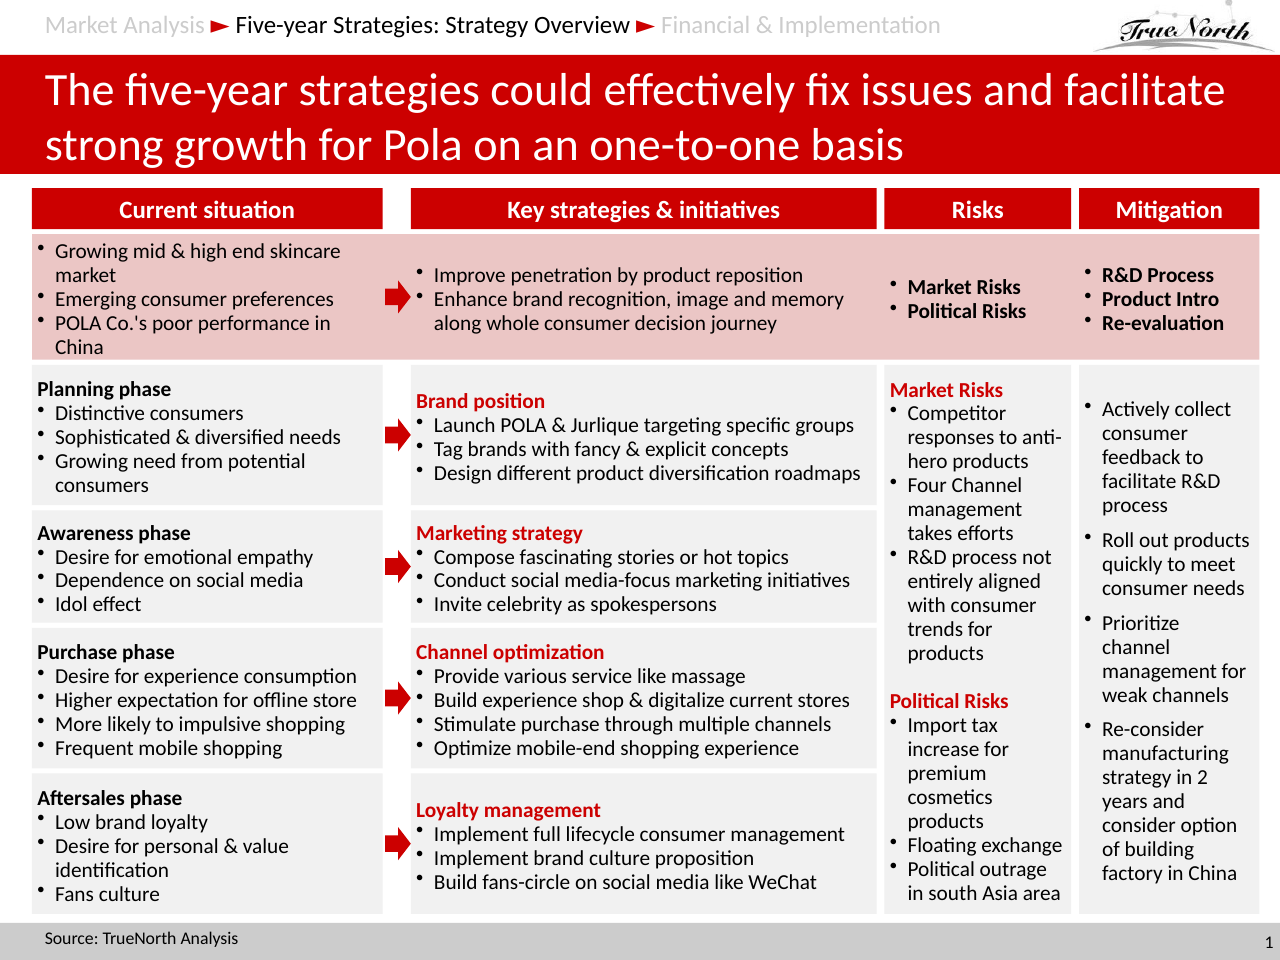 Market Analysis ► Five-year Strategies: Strategy Overview ► Financial & Implementation
TrueNorth
The five-year strategies could effectively fix issues and facilitate
strong growth for Pola on an one-to-one basis
Current situation
Key strategies & initiatives
Risks
Mitigation
• Growing mid & high end skincare
market
• Emerging consumer preferences
• POLA Co.'s poor performance in
China
• Improve penetration by product reposition
• Enhance brand recognition, image and memory
along whole consumer decision journey
• Market Risks
• Political Risks
• R&D Process
• Product Intro
• Re-evaluation
Planning phase
• Distinctive consumers
• Sophisticated & diversified needs
• Growing need from potential
consumers
Brand position
• Launch POLA & Jurlique targeting specific groups
• Tag brands with fancy & explicit concepts
• Design different product diversification roadmaps
Awareness phase
• Desire for emotional empathy
• Dependence on social media
• Idol effect
Marketing strategy
• Compose fascinating stories or hot topics
• Conduct social media-focus marketing initiatives
• Invite celebrity as spokespersons
Purchase phase
• Desire for experience consumption
• Higher expectation for offline store
• More likely to impulsive shopping
• Frequent mobile shopping
Channel optimization
• Provide various service like massage
• Build experience shop & digitalize current stores
• Stimulate purchase through multiple channels
• Optimize mobile-end shopping experience
Aftersales phase
• Low brand loyalty
• Desire for personal & value
identification
• Fans culture
Loyalty management
• Implement full lifecycle consumer management
• Implement brand culture proposition
• Build fans-circle on social media like WeChat
Market Risks
• Competitor
responses to anti-
hero products
• Four Channel
management
takes efforts
• R&D process not
entirely aligned
with consumer
trends for
products
Political Risks
• Import tax
increase for
premium
cosmetics
products
• Floating exchange
• Political outrage
in south Asia area
• Actively collect
consumer
feedback to
facilitate R&D
process
• Roll out products
quickly to meet
consumer needs
• Prioritize
channel
management for
weak channels
• Re-consider
manufacturing
strategy in 2
years and
consider option
of building
factory in China
Source: TrueNorth Analysis
1